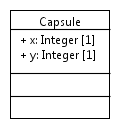 Capsule
+ x: Integer [1]
+ y: Integer [1]